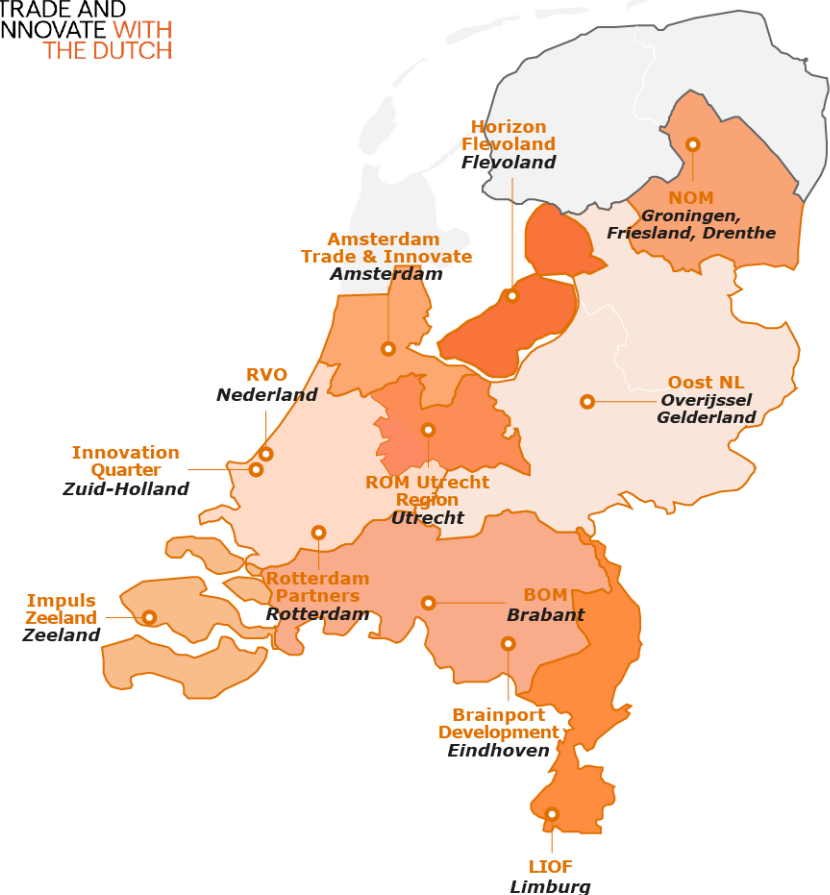 TRADE AND
NNOVATE WITH
THE DUTCH
Horizon
Flevoland
Flevoland
NOM
Groningen,
Friesland, Drenthe
Amsterdam
Trade & Innovate
Amsterdam
RVO
Nederland
Oost NL
Overijssel
Gelderland
Innovation
Quarter
Zuid-Holland
ROM Utrecht
Region
Utrecht
Rotterdam
Partners
Rotterdam
BOM
Brabant
Impuls
Zeeland
Zeeland
Brainport
Development
Eindhoven
LIOF
Limburg